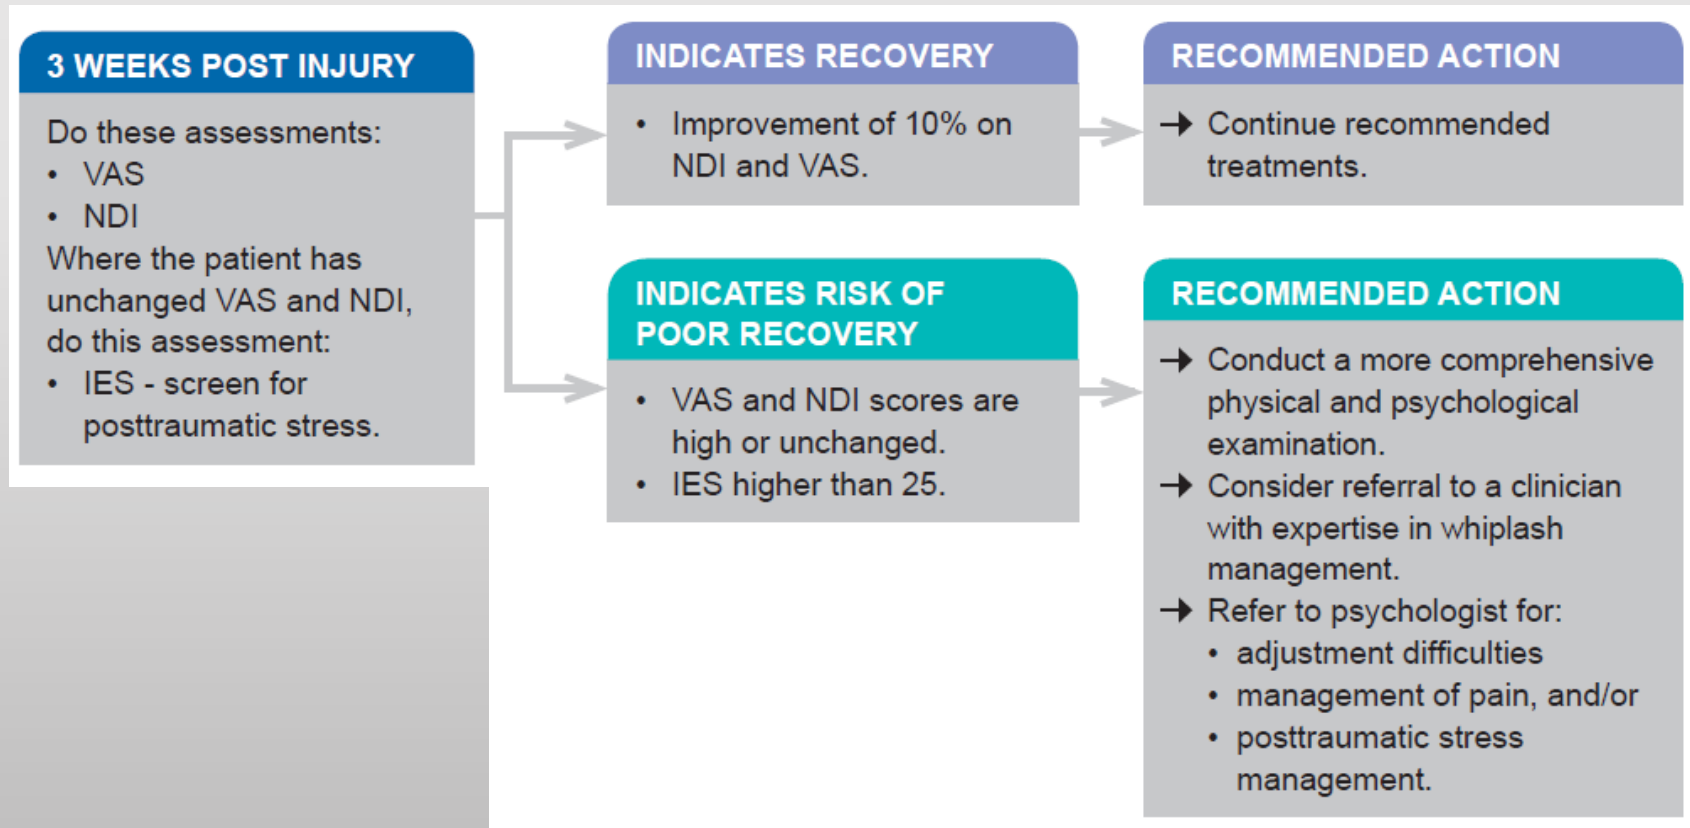 3 WEEKS POST INJURY
Do these assessments:
• VAS
• NDI
Where the patient has
unchanged VAS and NDI,
do this assessment:
• IES - screen for
posttraumatic stress.
INDICATES RECOVERY
• Improvement of 10% on
NDI and VAS.
RECOMMENDED ACTION
→ Continue recommended
treatments.
INDICATES RISK OF
POOR RECOVERY
• VAS and NDI scores are
high or unchanged.
• IES higher than 25.
RECOMMENDED ACTION
→ Conduct a more comprehensive
physical and psychological
examination.
→ Consider referral to a clinician
with expertise in whiplash
management.
→ Refer to psychologist for:
• adjustment difficulties
• management of pain, and/or
• posttraumatic stress
management.